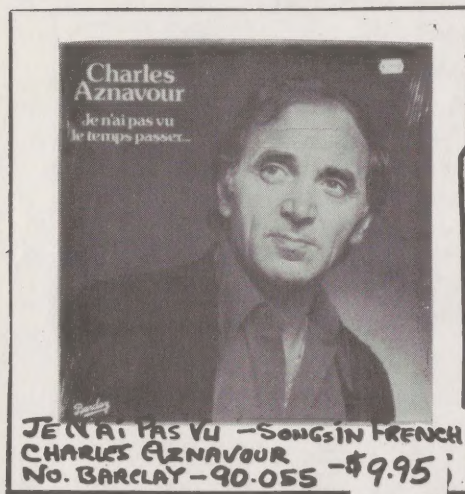 Charles
Aznavour
Je n'ai pas vu
le temps passer...
Barclay
JE N'Ai PAS VU - SONGS iN FRENCH
CHARLES AZNAVOUR
No. BARCLAY - 90.055 - $9.95